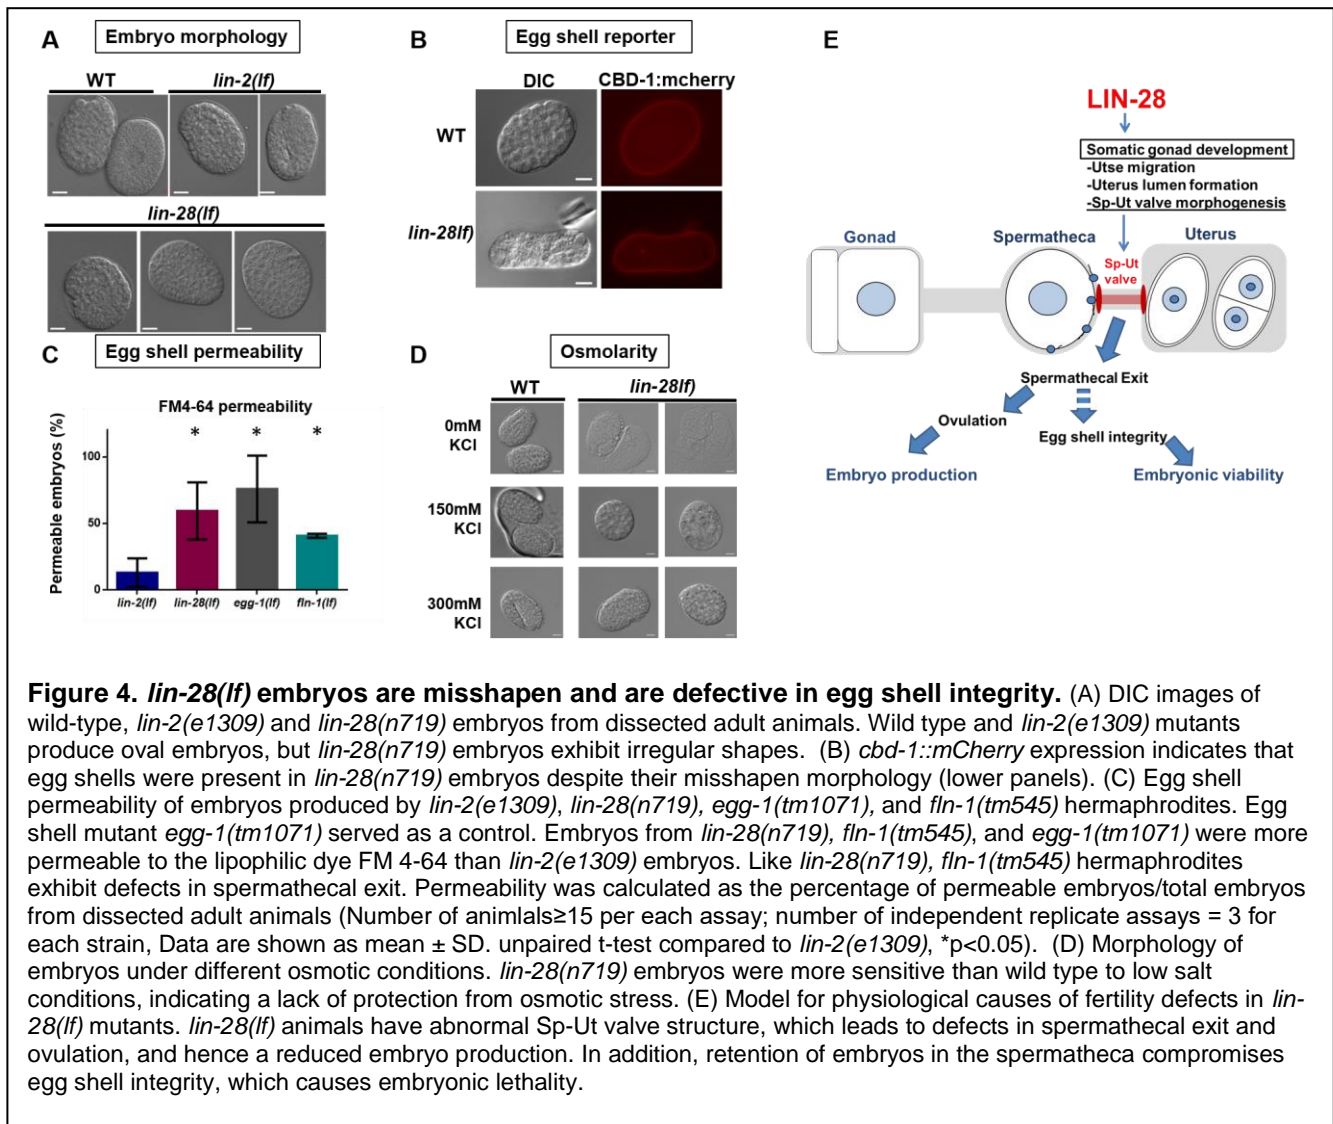 A
Embryo morphology
WT
lin-2(lf)
lin-28(lf)
B
Egg shell reporter
DIC
CBD-1:mcherry
WT
lin-28lf)
C
Egg shell permeability
FM4-64 permeability
* * *
Permeable embryos (%)
100
50
0
lin-2(lf) lin-28(lf) egg-1(lf) fln-1(lf)
D
Osmolarity
WT
lin-28lf)
0mM
KCl
150mM
KCl
300mM
KCl
E
LIN-28
Somatic gonad development
-Utse migration
-Uterus lumen formation
-Sp-Ut valve morphogenesis
Gonad
Spermatheca
Sp-Ut
valve
Uterus
Spermathecal Exit
Ovulation
Egg shell integrity
Embryo production
Embryonic viability
Figure 4. lin-28(lf) embryos are misshapen and are defective in egg shell integrity. (A) DIC images of
wild-type, lin-2(e1309) and lin-28(n719) embryos from dissected adult animals. Wild type and lin-2(e1309) mutants
produce oval embryos, but lin-28(n719) embryos exhibit irregular shapes. (B) cbd-1::mCherry expression indicates that
egg shells were present in lin-28(n719) embryos despite their misshapen morphology (lower panels). (C) Egg shell
permeability of embryos produced by lin-2(e1309), lin-28(n719), egg-1(tm1071), and fln-1(tm545) hermaphrodites. Egg
shell mutant egg-1(tm1071) served as a control. Embryos from lin-28(n719), fln-1(tm545), and egg-1(tm1071) were more
permeable to the lipophilic dye FM 4-64 than lin-2(e1309) embryos. Like lin-28(n719), fln-1(tm545) hermaphrodites
exhibit defects in spermathecal exit. Permeability was calculated as the percentage of permeable embryos/total embryos
from dissected adult animals (Number of animlals≥15 per each assay; number of independent replicate assays = 3 for
each strain, Data are shown as mean ± SD. unpaired t-test compared to lin-2(e1309), *p<0.05). (D) Morphology of
embryos under different osmotic conditions. lin-28(n719) embryos were more sensitive than wild type to low salt
conditions, indicating a lack of protection from osmotic stress. (E) Model for physiological causes of fertility defects in lin-
28(lf) mutants. lin-28(lf) animals have abnormal Sp-Ut valve structure, which leads to defects in spermathecal exit and
ovulation, and hence a reduced embryo production. In addition, retention of embryos in the spermatheca compromises
egg shell integrity, which causes embryonic lethality.